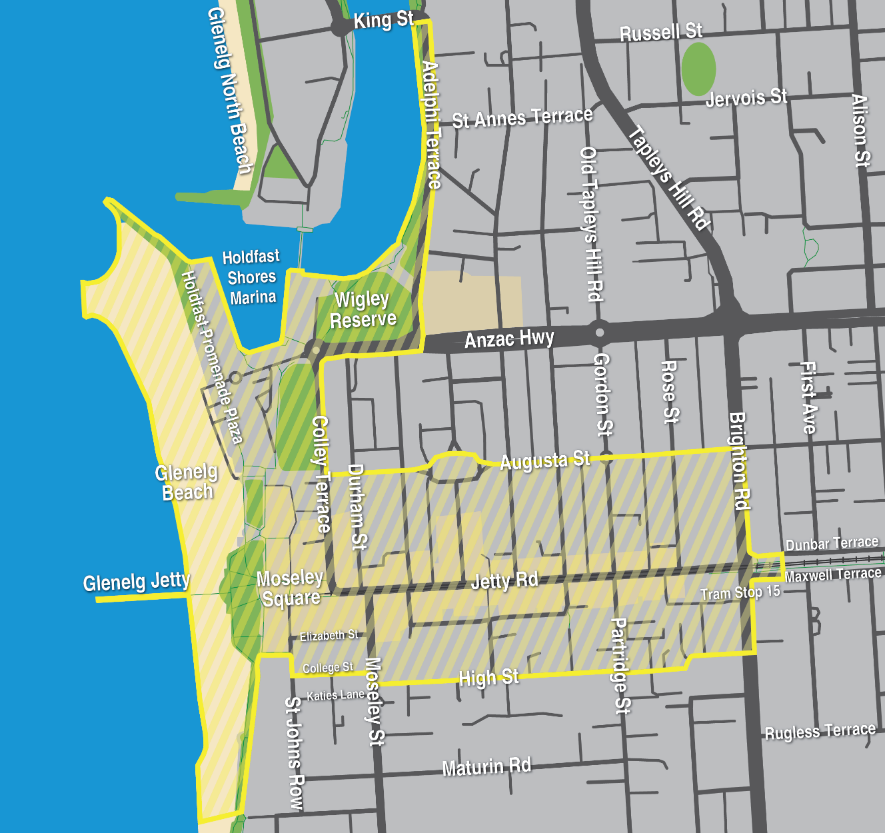 King St
Glenelg North Beach
Russell St
Adelphi Terrace
Jervois St
Alison St
St Annes Terrace
Tapleys Hill Rd
Old Tapleys Hill Rd
Holdfast
Shores
Marina
Holdfast Promenade Plaza
Wigley
Reserve
Anzac Hwy
Gordon St
Rose St
First Ave
Brighton Rd
Colley Terrace
Augusta St
Durham St
Glenelg
Beach
Dunbar Terrace
Maxwell Terrace
Glenelg Jetty
Moseley
Square
Jetty Rd
Tram Stop 15
Elizabeth St
Partridge St
College St
Moseley St
High St
Katies Lane
St Johns Row
Rugless Terrace
Maturin Rd